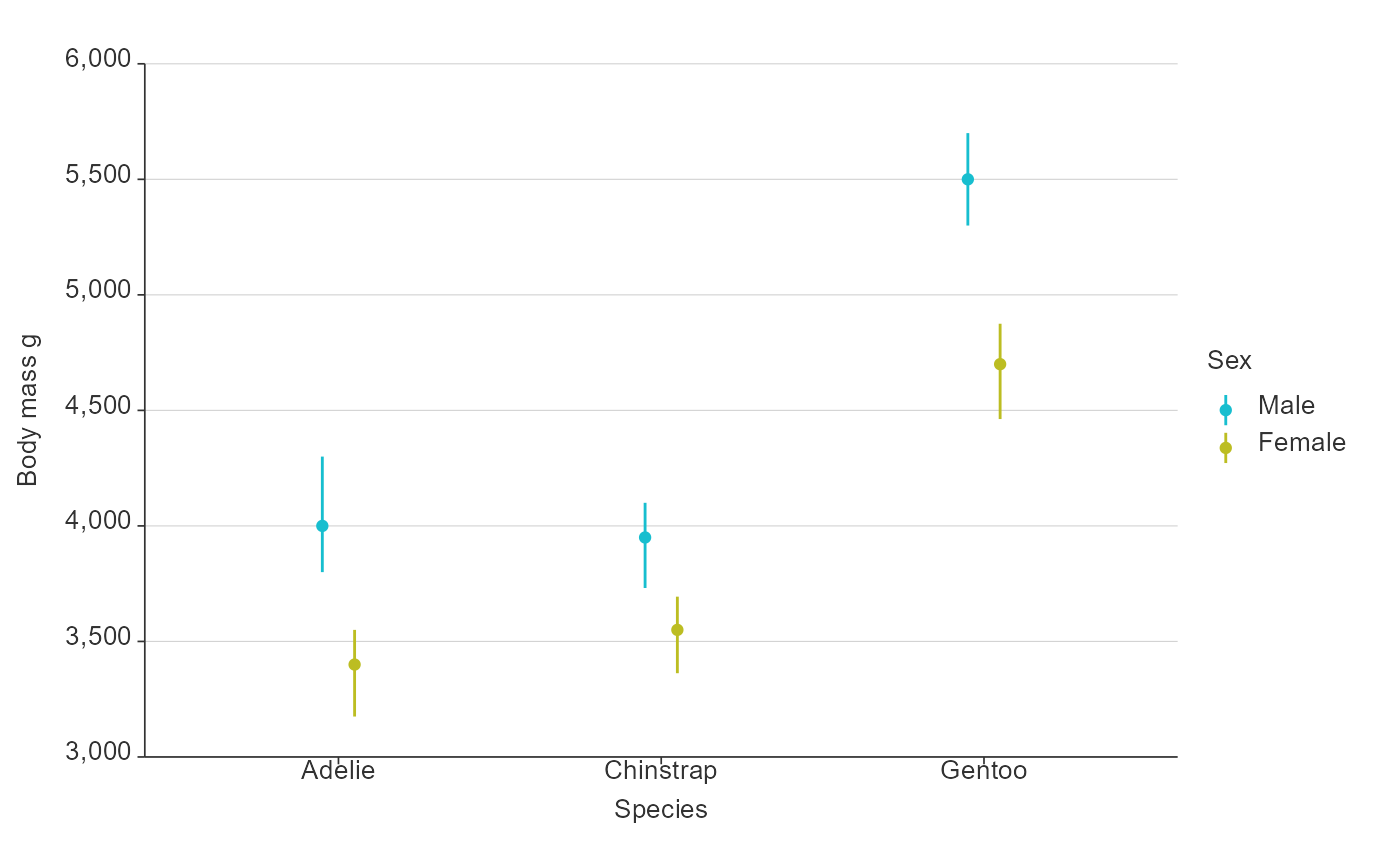 6,000
5,500
5,000
4,500
4,000
3,500
3,000
Body mass g
Adelie
Chinstrap
Gentoo
Species
Sex
Male
Female